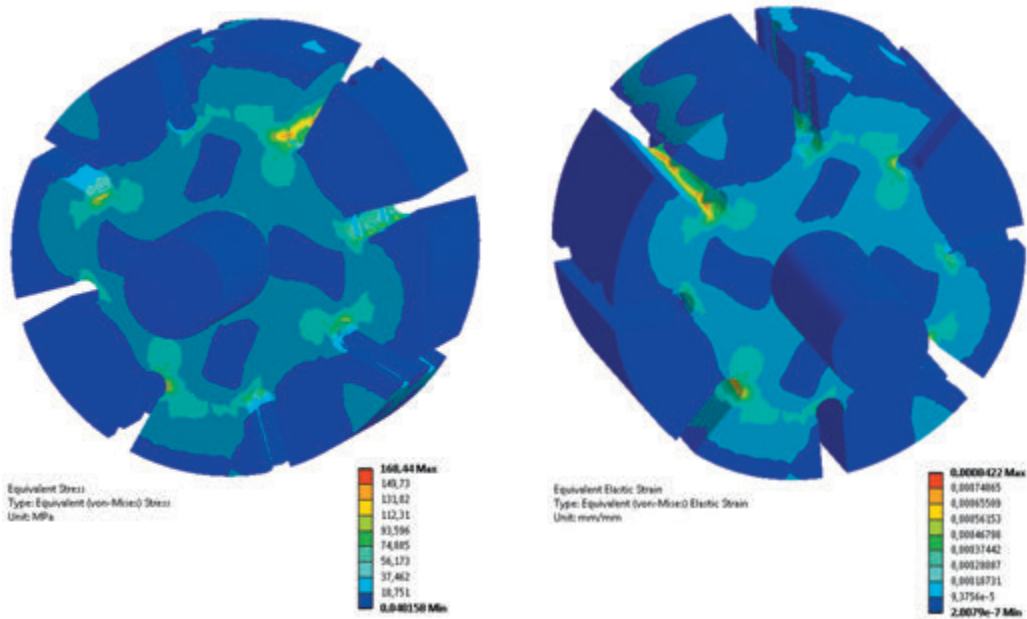 168,44 Max
149,73
131,02
112,31
93,596
74,885
56,173
37,462
18,751
0,040158 Min
Equivalent Stress
Type: Equivalent (von-Mises) Stress
Unit: MPa
0,00074865
0,00065509
0,00056153
0,00046798
0,00037442
0,00028087
0,00018731
9,3756e-5
2,0079e-7 Min
Equivalent Elastic Strain
Type: Equivalent (von-Mises) Elastic Strain
Unit: mm/mm